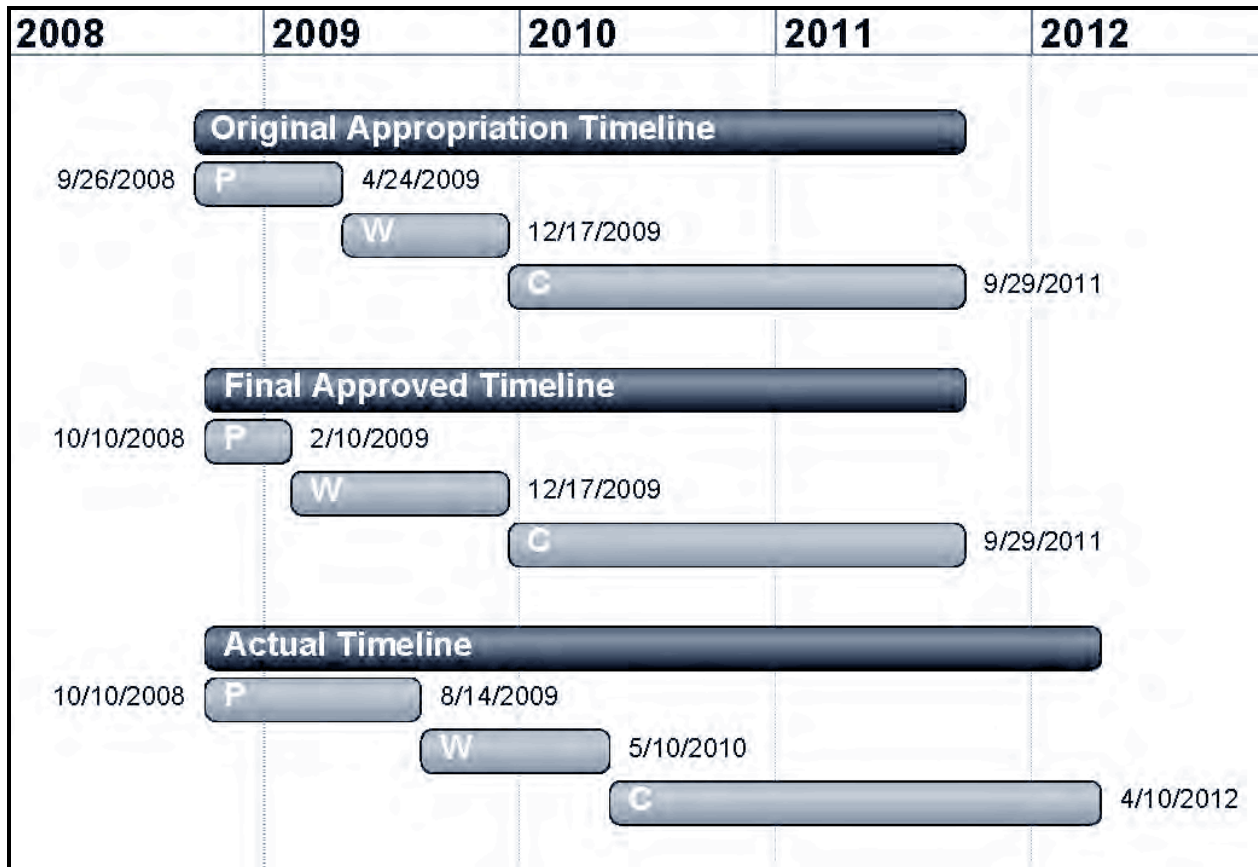 2008 2009 2010 2011 2012
Original Appropriation Timeline
9/26/2008 P 4/24/2009
W 12/17/2009
C 9/29/2011
Final Approved Timeline
10/10/2008 P 2/10/2009
W 12/17/2009
C 9/29/2011
Actual Timeline
10/10/2008 P 8/14/2009
W 5/10/2010
C 4/10/2012